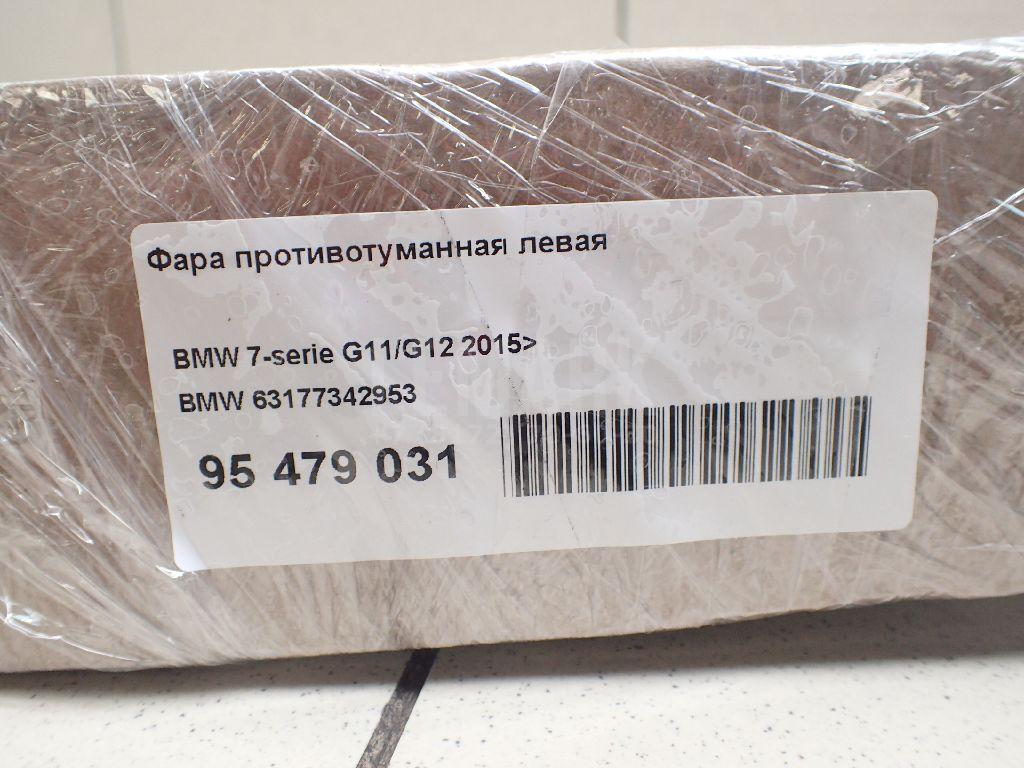 Фара противотуманная левая
BMW 7-serie G11/G12 2015>
BMW 63177342953
95 479 031